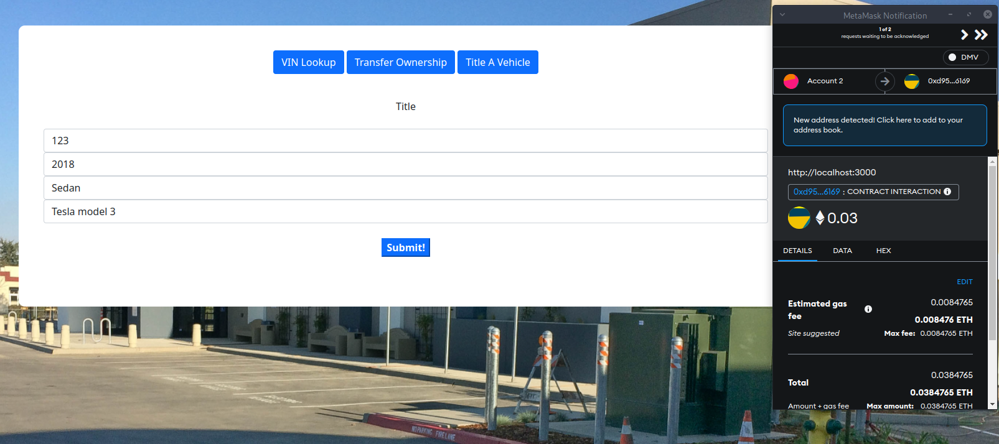 VIN Lookup Transfer Ownership Title A Vehicle
Title
123
2018
Sedan
Tesla model 3
Submit!
NO PARKING FIRE LANE
MetaMask Notification
1 of 2
requests waiting to be acknowledged
DMV
Account 2 0xd95...6169
New address detected! Click here to add to your
address book.
http://localhost:3000
0xd95...6169 : CONTRACT INTERACTION
0.03
DETAILS DATA HEX
EDIT
Estimated gas fee 0.0084765
0.008476 ETH
Site suggested Max fee: 0.0084765 ETH
Total 0.0384765
0.0384765 ETH
Amount + gas fee Max amount: 0.0384765 ETH